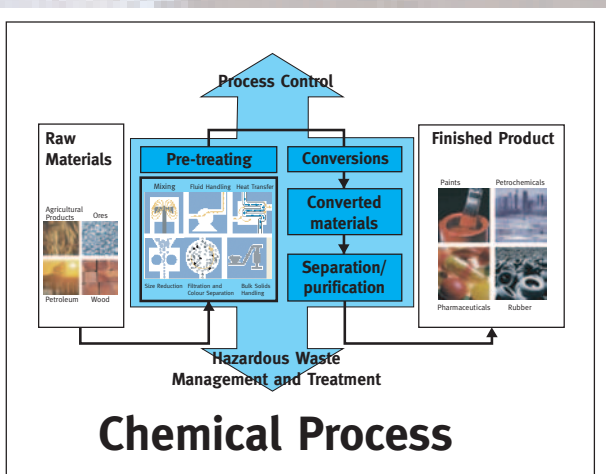 Process Control
Raw
Materials
Agricultural
Products
Ores
Petroleum
Wood
Pre-treating
Mixing
Fluid Handling
Heat Transfer
Size Reduction
Filtration and
Colour Separation
Bulk Solids
Handling
Conversions
Converted
materials
Separation/
purification
Finished Product
Paints
Petrochemicals
Pharmaceuticals
Rubber
Hazardous Waste
Management and Treatment
Chemical Process